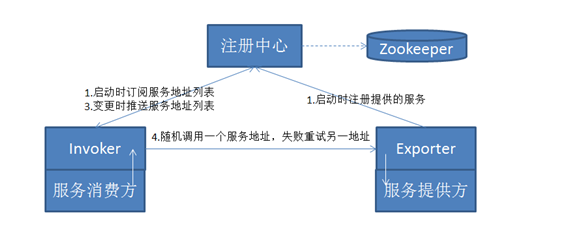 注册中心
Zookeeper
1.启动时订阅服务地址列表
3.变更时推送服务地址列表
1.启动时注册提供的服务
Invoker
4.随机调用一个服务地址，失败重试另一地址
Exporter
服务消费方
服务提供方